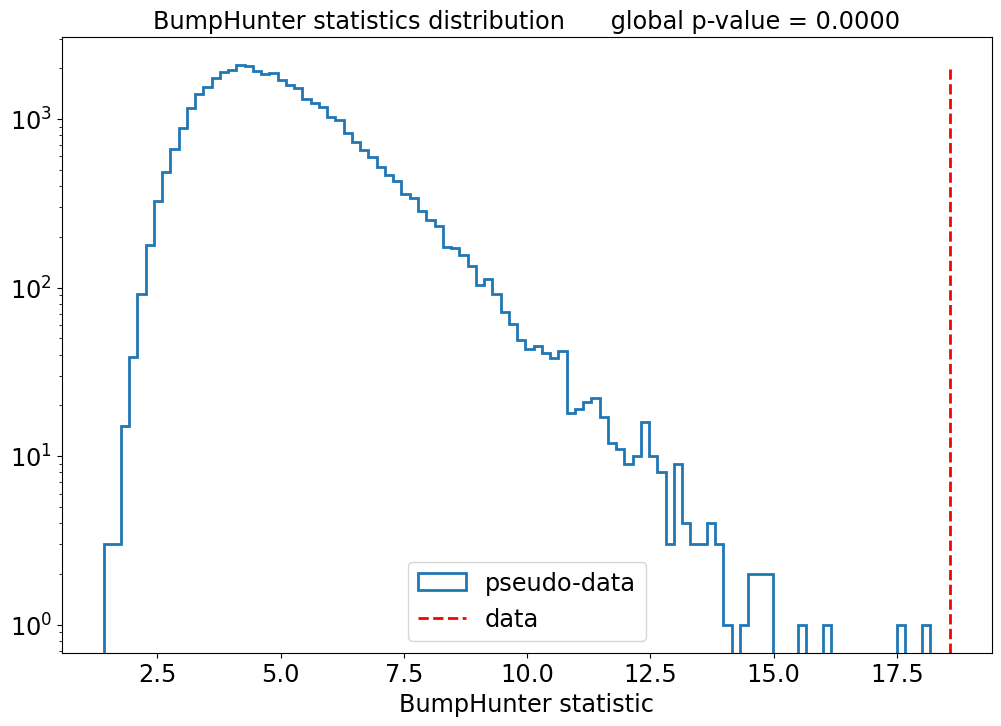 BumpHunter statistics distribution      global p-value = 0.0000
10³
10²
10¹
10⁰
pseudo-data
data
2.5 5.0 7.5 10.0 12.5 15.0 17.5
BumpHunter statistic